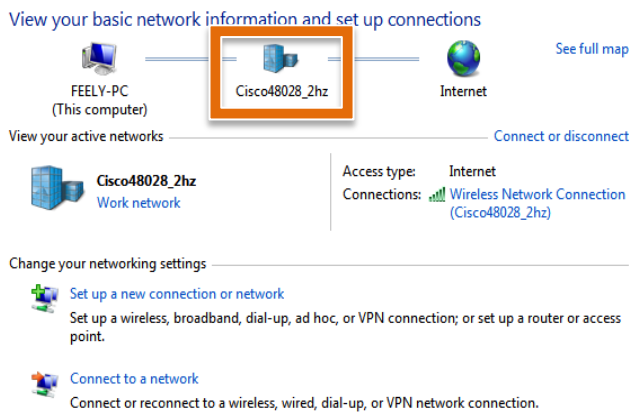 View your basic network information and set up connections
See full map
FEELY-PC
(This computer)
Cisco48028_2hz
Internet
View your active networks
Connect or disconnect
Cisco48028_2hz
Work network
Access type: Internet
Connections: Wireless Network Connection
(Cisco48028_2hz)
Change your networking settings
Set up a new connection or network
Set up a wireless, broadband, dial-up, ad hoc, or VPN connection; or set up a router or access
point.
Connect to a network
Connect or reconnect to a wireless, wired, dial-up, or VPN network connection.